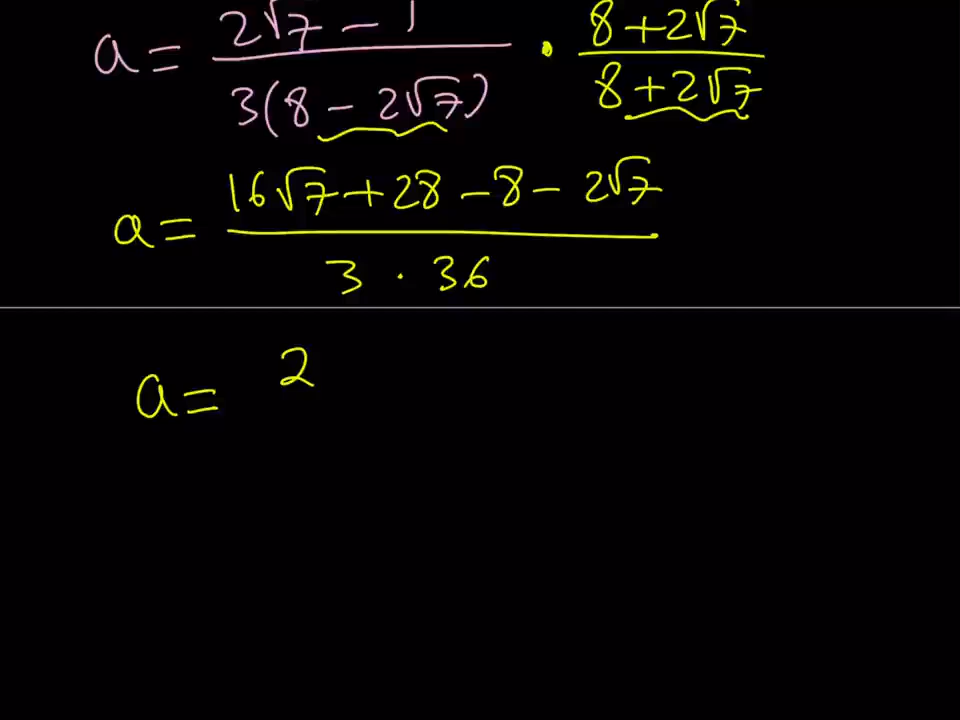 a = (2√7 - 1)/(3(8 - 2√7)) · (8 + 2√7)/(8 + 2√7)
a = (16√7 + 28 - 8 - 2√7)/(3 · 36)
a = 2